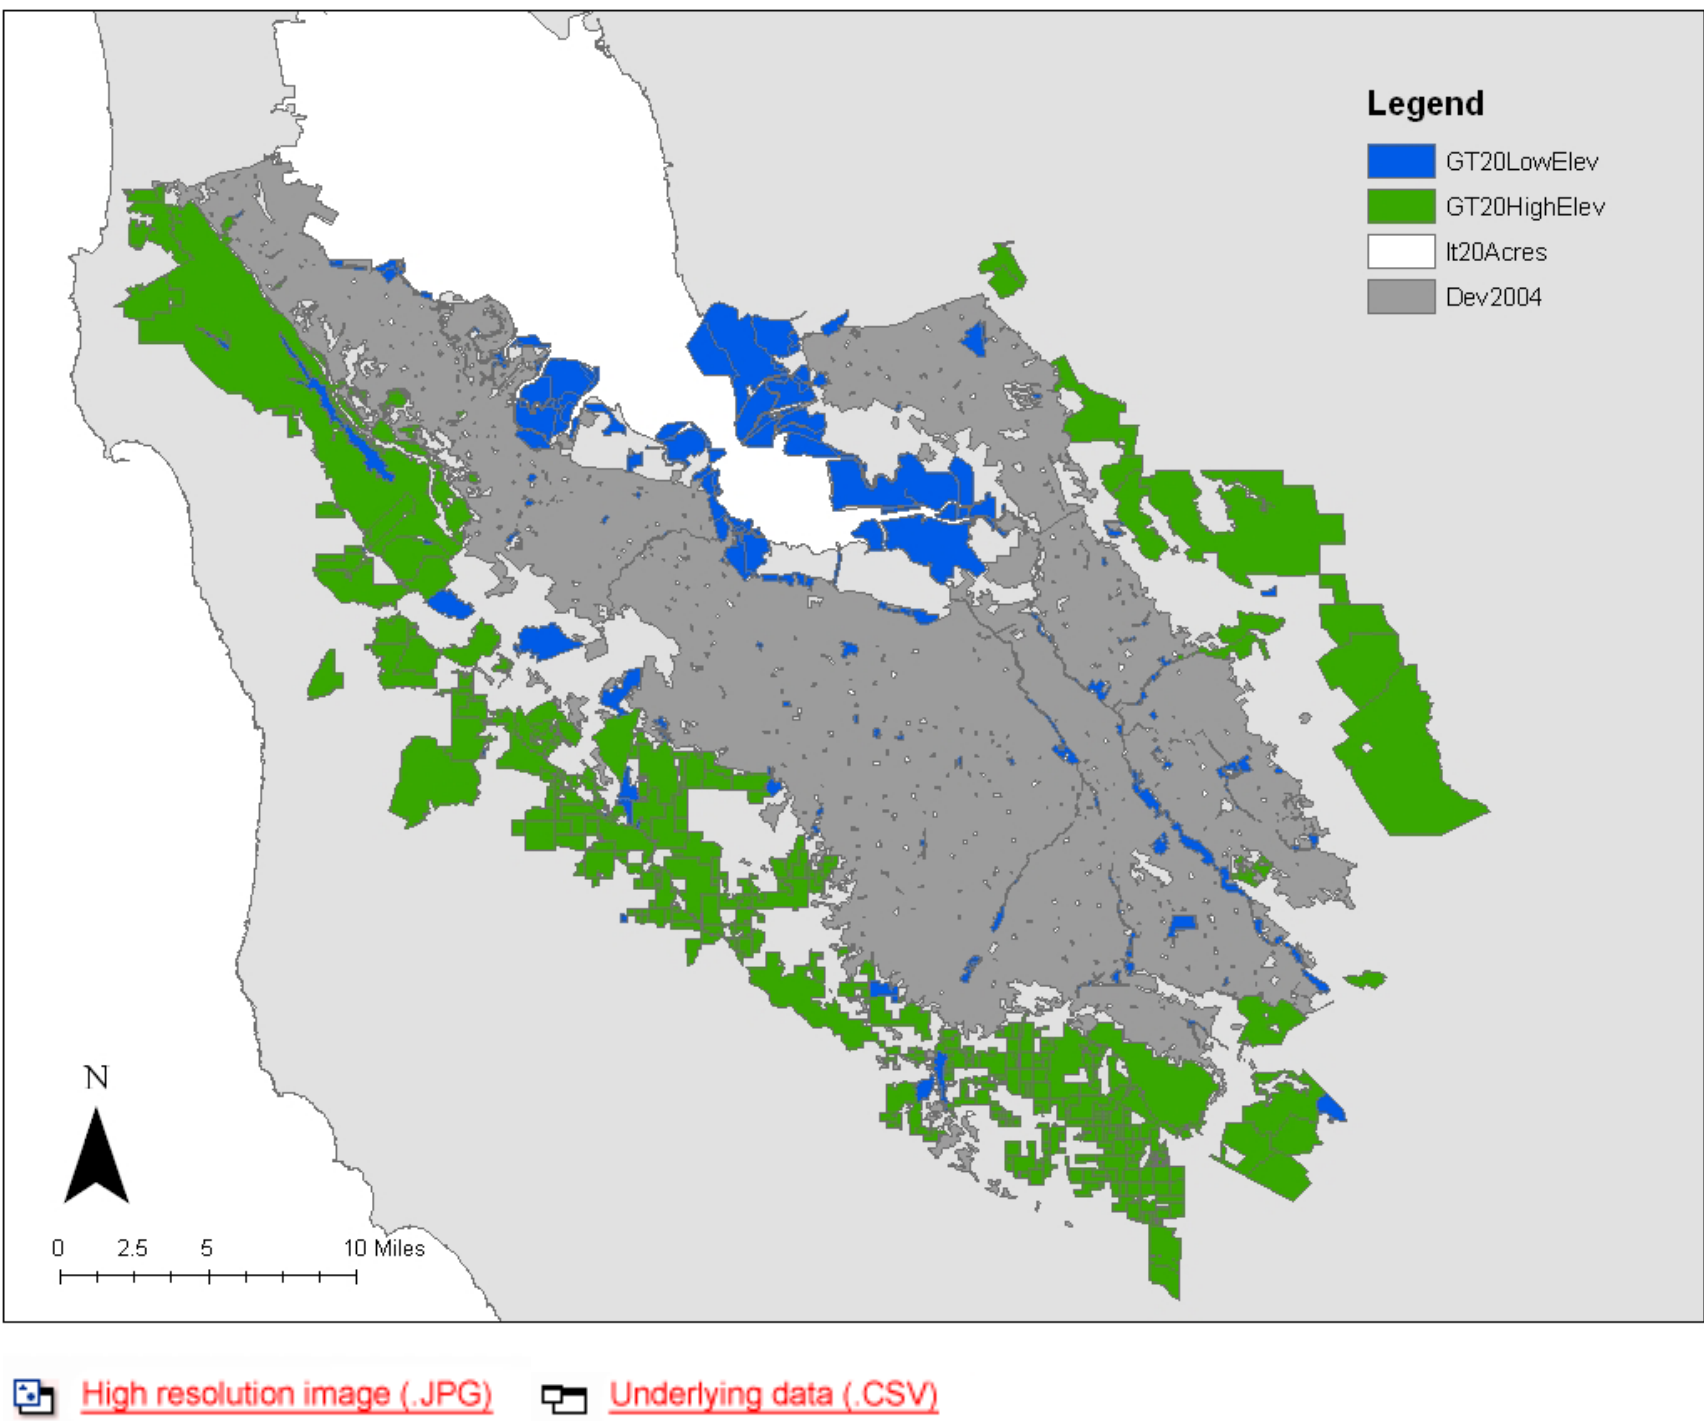 Legend
GT20LowElev
GT20HighElev
lt20Acres
Dev2004
N
0 2.5 5 10 Miles
High resolution image (.JPG) Underlying data (.CSV)